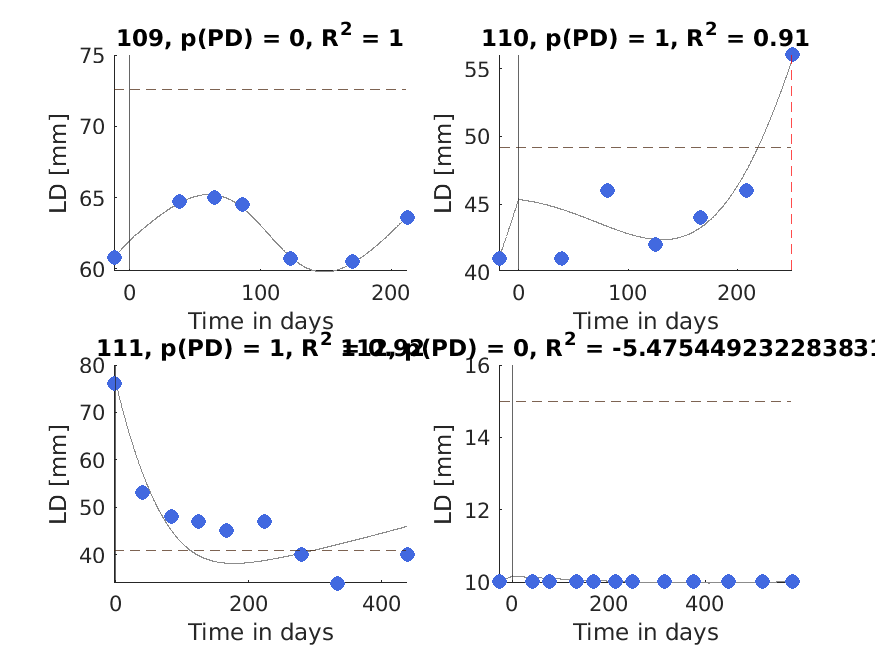 109, p(PD) = 0, R2 = 1
75
70
65
60
LD [mm]
0
100
200
Time in days
110, p(PD) = 1, R2 = 0.91
55
50
45
40
LD [mm]
0
100
200
Time in days
111, p(PD) = 1, R2 = 0.92
80
70
60
50
40
LD [mm]
0
200
400
Time in days
112, p(PD) = 0, R2 = -5.475449232283831
16
14
12
10
LD [mm]
0
200
400
Time in days